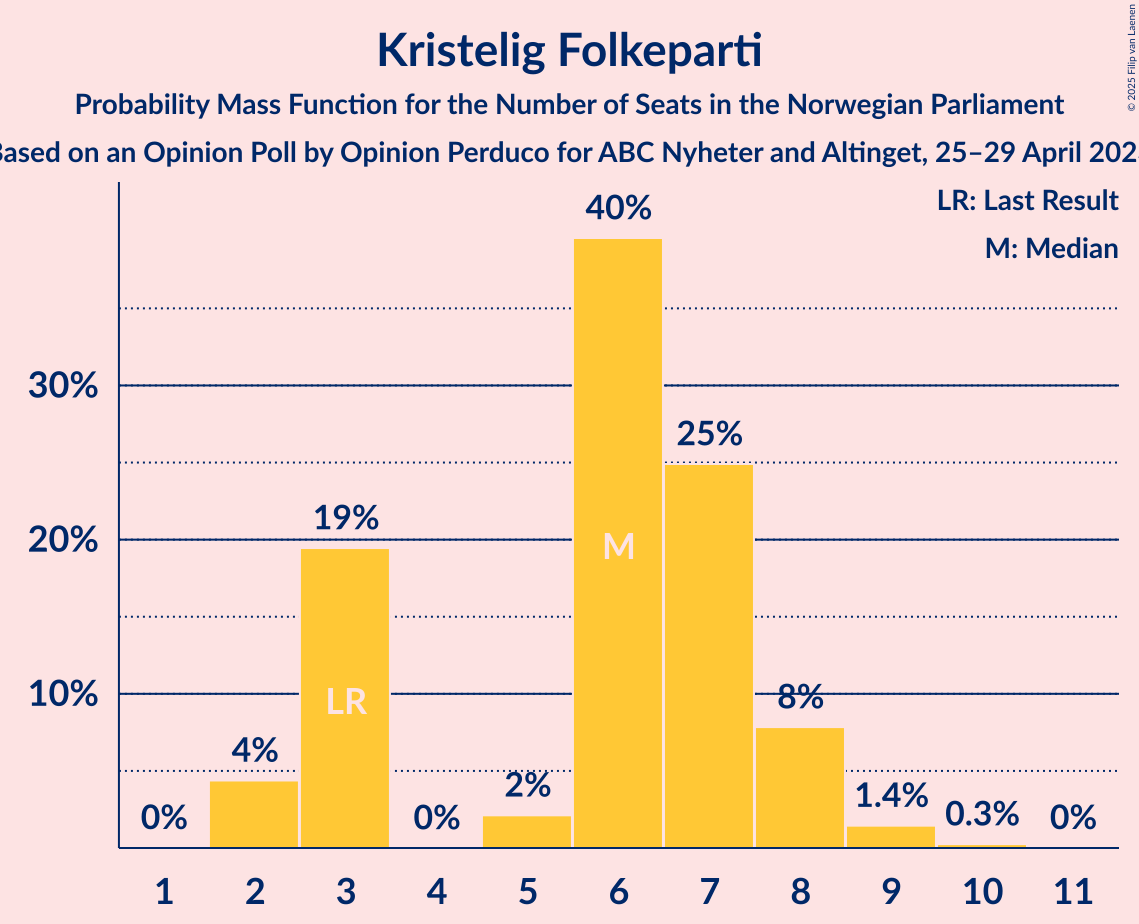 Kristelig Folkeparti
Probability Mass Function for the Number of Seats in the Norwegian Parliament
on an Opinion Poll by Opinion Perduco for ABC Nyheter and Altinget, 25–29 April
© 2025 Filip van Laenen
LR: Last Result
M: Median
40%
30%
25%
20%
19%
M
10%
LR
8%
4%
2%
1.4%
0.3%
0%
0%
0%
1 2 3 4 5 6 7 8 9 10 11